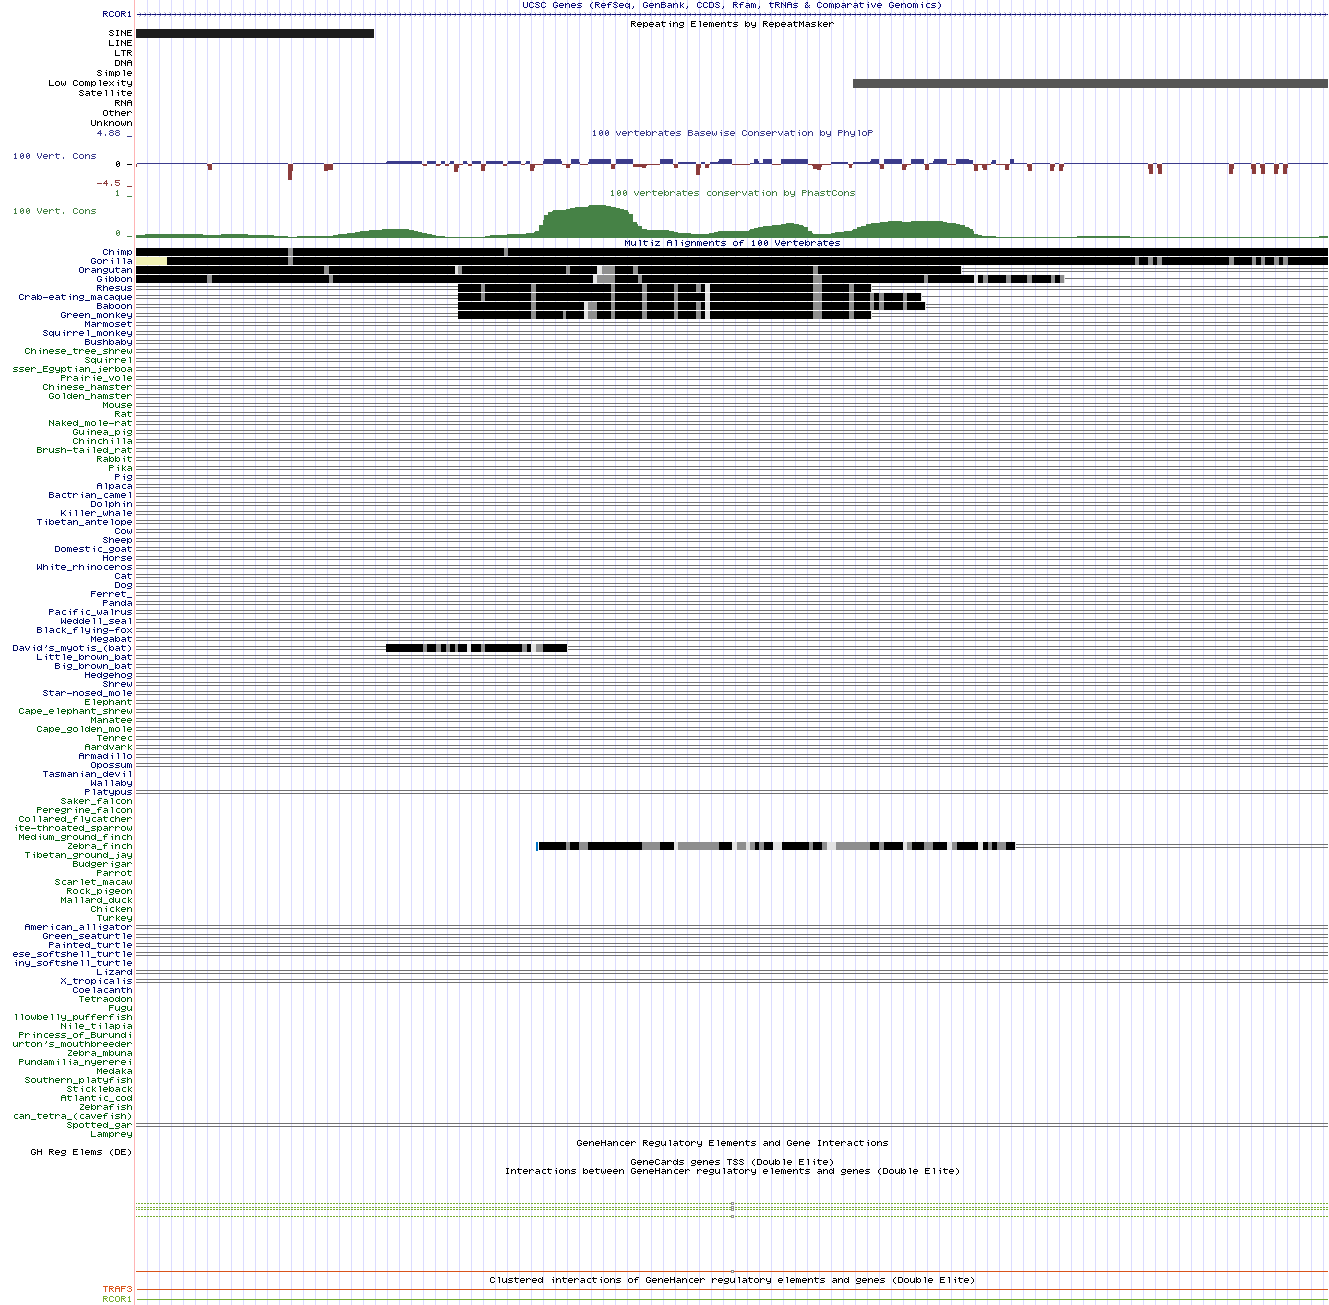 UCSC Genes (RefSeq, GenBank, CCDS, Rfam, tRNAs & Comparative Genomics)
RCOR1
Repeating Elements by RepeatMasker
SINE
LINE
LTR
DNA
Simple
Low Complexity
Satellite
RNA
Other
Unknown
4.88 _
100 vertebrates Basewise Conservation by PhyloP
100 Vert. Cons
0 -
-4.5 _
1 _
100 vertebrates conservation by PhastCons
100 Vert. Cons
0 _
Multiz Alignments of 100 Vertebrates
Chimp
Gorilla
Orangutan
Gibbon
Rhesus
Crab-eating_macaque
Baboon
Green_monkey
Marmoset
Squirrel_monkey
Bushbaby
Chinese_tree_shrew
Squirrel
sser_Egyptian_jerboa
Prairie_vole
Chinese_hamster
Golden_hamster
Mouse
Rat
Naked_mole-rat
Guinea_pig
Chinchilla
Brush-tailed_rat
Rabbit
Pika
Pig
Alpaca
Bactrian_camel
Dolphin
Killer_whale
Tibetan_antelope
Cow
Sheep
Domestic_goat
Horse
White_rhinoceros
Cat
Dog
Ferret_
Panda
Pacific_walrus
Weddell_seal
Black_flying-fox
Megabat
David's_myotis_(bat)
Little_brown_bat
Big_brown_bat
Hedgehog
Shrew
Star-nosed_mole
Elephant
Cape_elephant_shrew
Manatee
Cape_golden_mole
Tenrec
Aardvark
Armadillo
Opossum
Tasmanian_devil
Wallaby
Platypus
Saker_falcon
Peregrine_falcon
Collared_flycatcher
ite-throated_sparrow
Medium_ground_finch
Zebra_finch
Tibetan_ground_jay
Budgerigar
Parrot
Scarlet_macaw
Rock_pigeon
Mallard_duck
Chicken
Turkey
American_alligator
Green_seaturtle
Painted_turtle
ese_softshell_turtle
iny_softshell_turtle
Lizard
X_tropicalis
Coelacanth
Tetraodon
Fugu
llowbelly_pufferfish
Nile_tilapia
Princess_of_Burundi
urton's_mouthbreeder
Zebra_mbuna
Pundamilia_nyererei
Medaka
Southern_platyfish
Stickleback
Atlantic_cod
Zebrafish
can_tetra_(cavefish)
Spotted_gar
Lamprey
GeneHancer Regulatory Elements and Gene Interactions
GH Reg Elems (DE)
GeneCards genes TSS (Double Elite)
Interactions between GeneHancer regulatory elements and genes (Double Elite)
Clustered interactions of GeneHancer regulatory elements and genes (Double Elite)
TRAF3
RCOR1